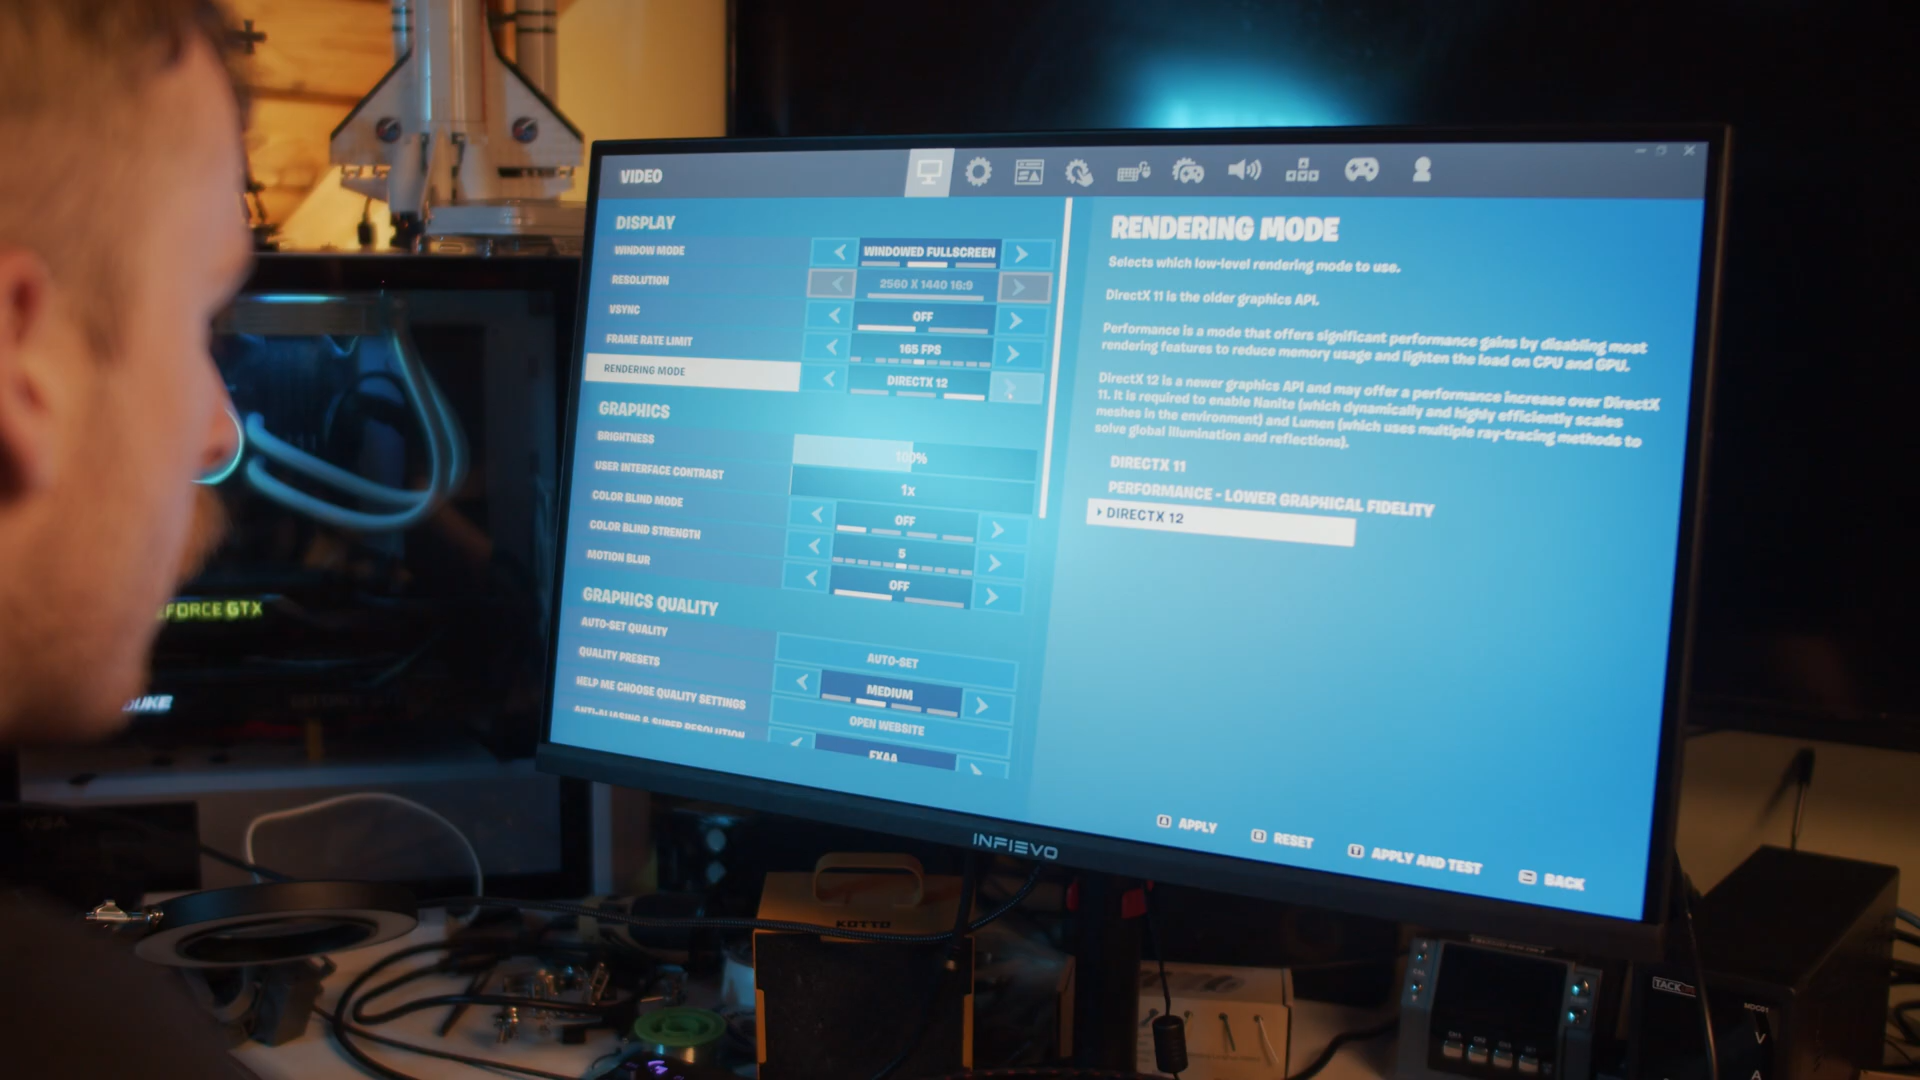 VIDEO
DISPLAY
WINDOW MODE
WINDOWED FULLSCREEN
RESOLUTION
2560 X 1440 16:9
VSYNC
OFF
FRAME RATE LIMIT
165 FPS
RENDERING MODE
DIRECTX 12
GRAPHICS
BRIGHTNESS
100%
USER INTERFACE CONTRAST
1x
COLOR BLIND MODE
OFF
COLOR BLIND STRENGTH
5
MOTION BLUR
OFF
GRAPHICS QUALITY
AUTO-SET QUALITY
AUTO-SET
QUALITY PRESETS
MEDIUM
HELP ME CHOOSE QUALITY SETTINGS
OPEN WEBSITE
ANTI-ALIASING & SUPER RESOLUTION
FXAA
RENDERING MODE
Selects which low-level rendering mode to use.
DirectX 11 is the older graphics API.
Performance is a mode that offers significant performance gains by disabling most
rendering features to reduce memory usage and lighten the load on CPU and GPU.
DirectX 12 is a newer graphics API and may offer a performance increase over DirectX
11. It is required to enable Nanite (which dynamically and highly efficiently scales
meshes in the environment) and Lumen (which uses multiple ray-tracing methods to
solve global illumination and reflections).
DIRECTX 11
PERFORMANCE - LOWER GRAPHICAL FIDELITY
DIRECTX 12
APPLY
RESET
APPLY AND TEST
BACK
INFIEVO
EFORCE GTX
DUKE
KOTTO
TACK
V
A